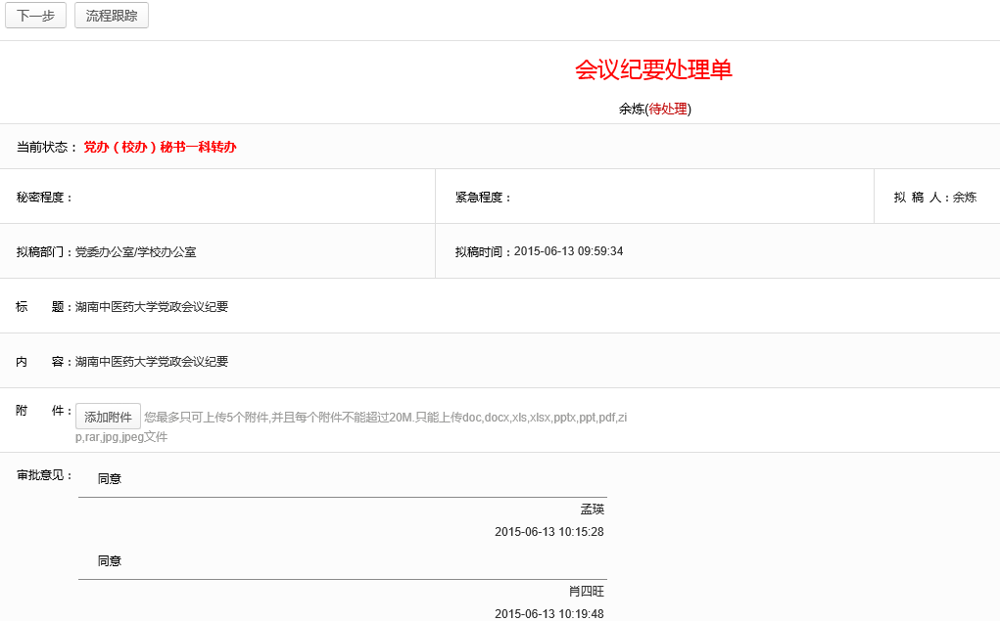 下一步 流程跟踪
会议纪要处理单
余炼(待处理)
当前状态： 党办（校办）秘书一科转办
秘密程度： 紧急程度： 拟 稿 人：余炼
拟稿部门：党委办公室/学校办公室 拟稿时间：2015-06-13 09:59:34
标 题：湖南中医药大学党政会议纪要
内 容：湖南中医药大学党政会议纪要
附 件： 添加附件 您最多只可上传5个附件,并且每个附件不能超过20M.只能上传doc,docx,xls,xlsx,pptx,ppt,pdf,zi
p,rar,jpg,jpeg文件
审批意见： 同意
孟瑛
2015-06-13 10:15:28
同意
肖四旺
2015-06-13 10:19:48